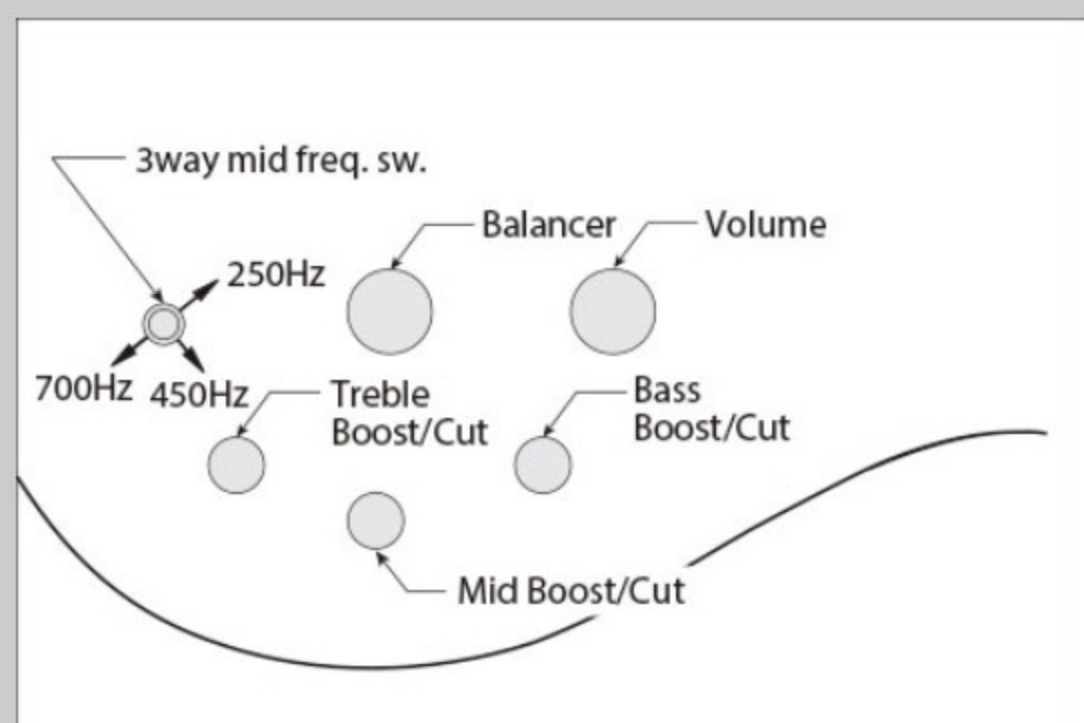 3way mid freq. sw.
Balancer
Volume
250Hz
700Hz
450Hz
Treble
Boost/Cut
Bass
Boost/Cut
Mid Boost/Cut